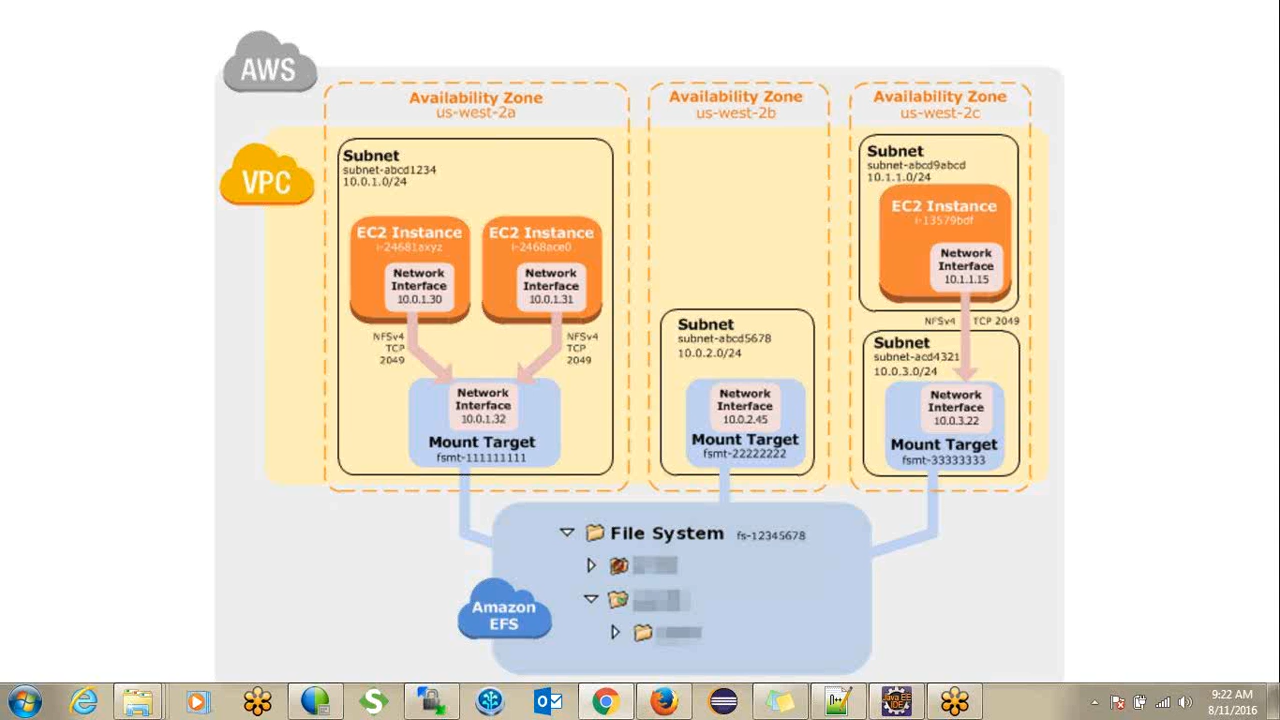 AWS
Availability Zone
us-west-2a
Availability Zone
us-west-2b
Availability Zone
us-west-2c
VPC
Subnet
subnet-abcd1234
10.0.1.0/24
EC2 Instance
i-24681axyz
Network
Interface
10.0.1.30
EC2 Instance
i-2468ace0
Network
Interface
10.0.1.31
NFSv4
TCP
2049
NFSv4
TCP
2049
Network
Interface
10.0.1.32
Mount Target
fsmt-111111111
Subnet
subnet-abcd5678
10.0.2.0/24
Network
Interface
10.0.2.45
Mount Target
fsmt-22222222
Subnet
subnet-abcd9abcd
10.1.1.0/24
EC2 Instance
i-13579bdf
Network
Interface
10.1.1.15
NFSv4 TCP 2049
Subnet
subnet-acd4321
10.0.3.0/24
Network
Interface
10.0.3.22
Mount Target
fsmt-33333333
File System fs-12345678
Amazon
EFS
Java EE
IDE
9:22 AM
8/11/2016